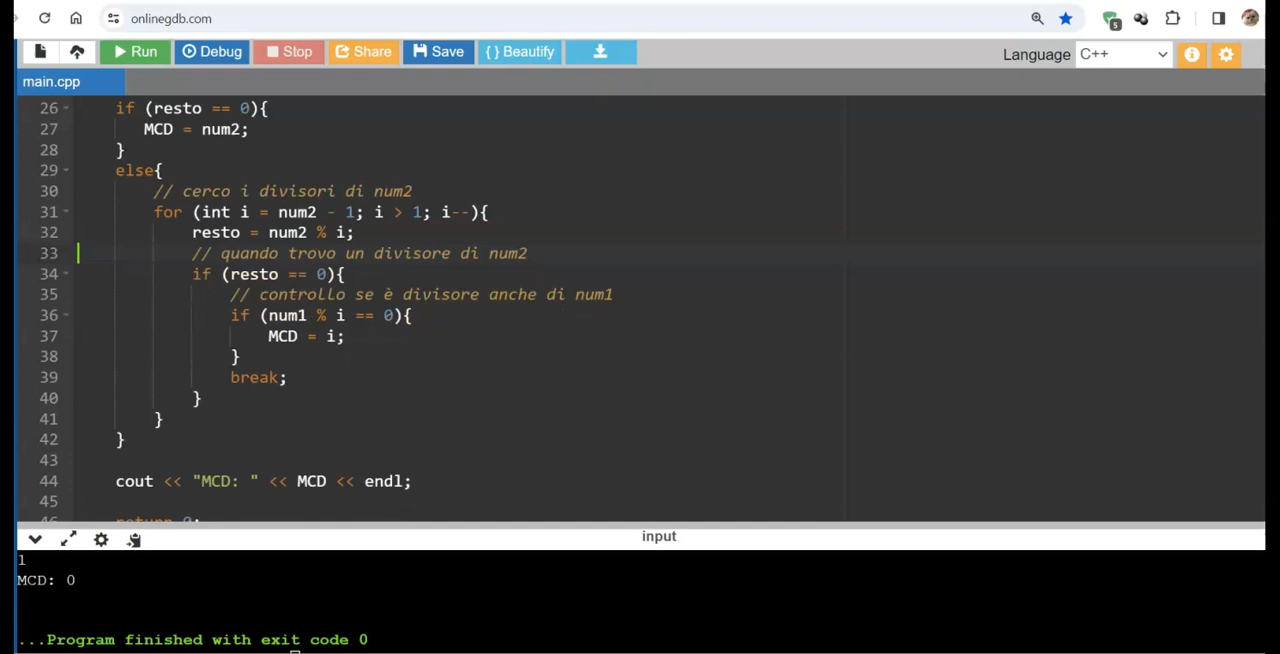 onlinegdb.com
5
Run Debug Stop Share Save { } Beautify Language C++
main.cpp
26 if (resto == 0){
27 MCD = num2;
28 }
29 else{
30 // cerco i divisori di num2
31 for (int i = num2 - 1; i > 1; i--){
32 resto = num2 % i;
33 // quando trovo un divisore di num2
34 if (resto == 0){
35 // controllo se è divisore anche di num1
36 if (num1 % i == 0){
37 MCD = i;
38 }
39 break;
40 }
41 }
42 }
43
44 cout << "MCD: " << MCD << endl;
45
46 return 0;
input
1
MCD: 0
...Program finished with exit code 0